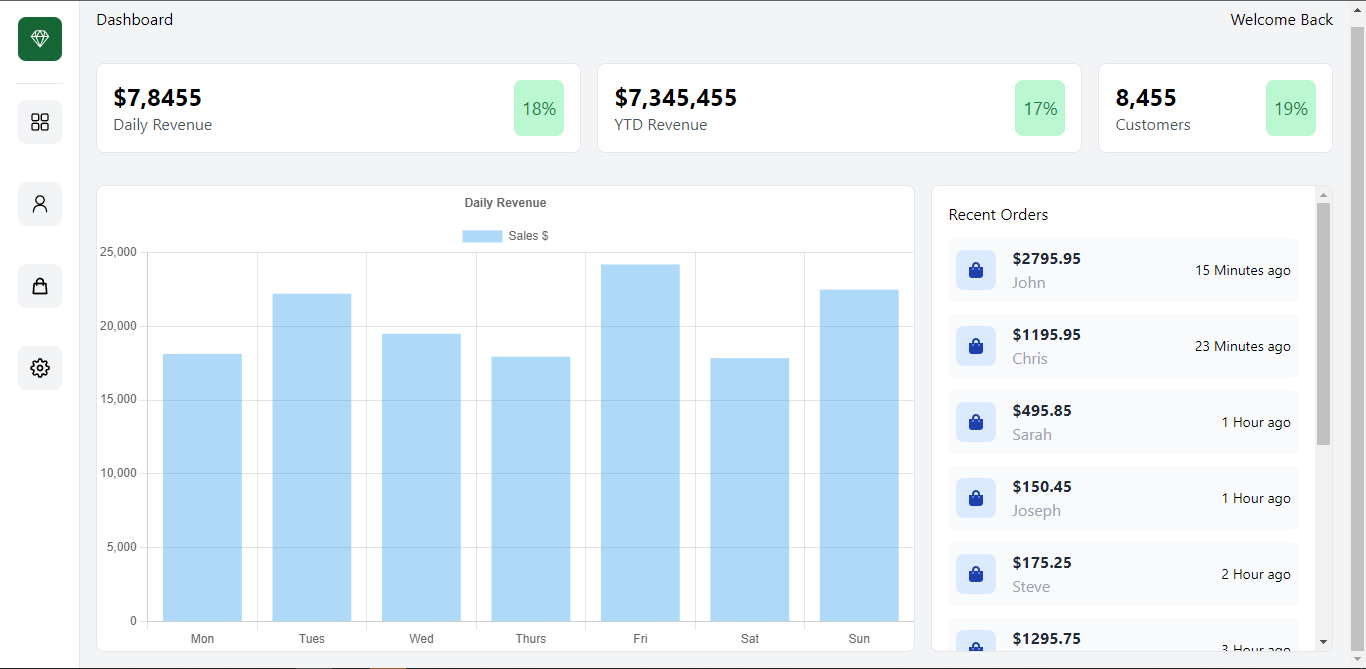 Dashboard
Welcome Back
$7,8455
Daily Revenue
18%
$7,345,455
YTD Revenue
17%
8,455
Customers
19%
Daily Revenue
Sales $
25,000
20,000
15,000
10,000
5,000
0
Mon Tues Wed Thurs Fri Sat Sun
Recent Orders
$2795.95
John
15 Minutes ago
$1195.95
Chris
23 Minutes ago
$495.85
Sarah
1 Hour ago
$150.45
Joseph
1 Hour ago
$175.25
Steve
2 Hour ago
$1295.75
3 Hour ago